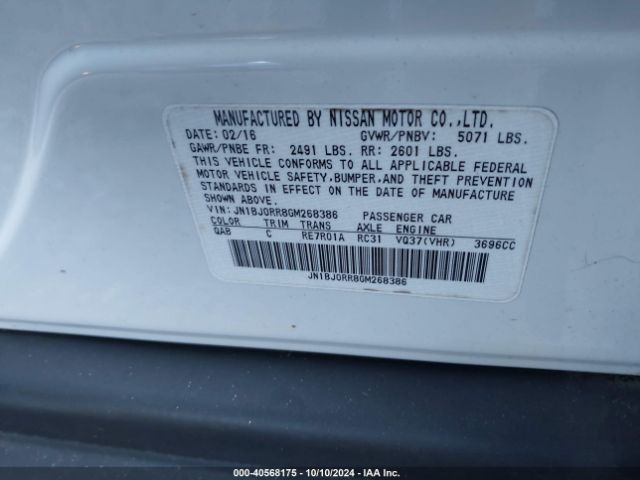 MANUFACTURED BY NISSAN MOTOR CO.,LTD.
DATE: 02/16 GVWR/PNBV: 5071 LBS.
GAWR/PNBE FR: 2491 LBS. RR: 2601 LBS.
THIS VEHICLE CONFORMS TO ALL APPLICABLE FEDERAL
MOTOR VEHICLE SAFETY,BUMPER,AND THEFT PREVENTION
STANDARDS IN EFFECT ON THE DATE OF MANUFACTURE
SHOWN ABOVE.
VIN: JN1BJ0RR8GM268386 PASSENGER CAR
COLOR TRIM TRANS AXLE ENGINE
QAB C RE7R01A RC31 VQ37(VHR) 3696CC
JN1BJ0RR8GM268386
000-40568175 - 10/10/2024 - IAA Inc.